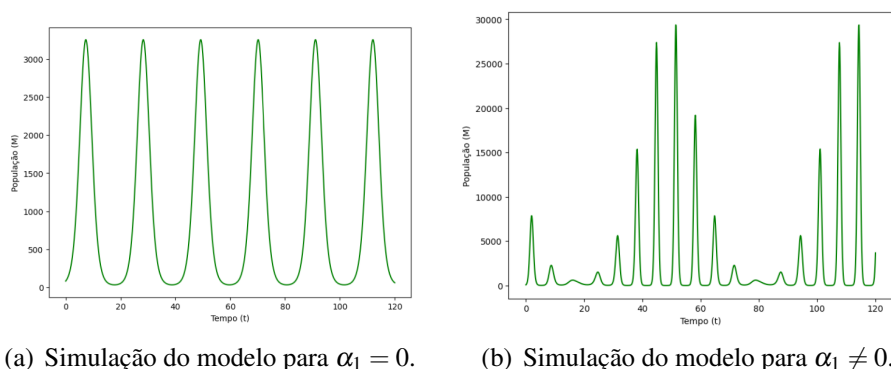 3000
2500
2000
1500
1000
500
0
População (M)
0 20 40 60 80 100 120
Tempo (t)
30000
25000
20000
15000
10000
5000
0
População (M)
0 20 40 60 80 100 120
Tempo (t)
(a) Simulação do modelo para α₁ = 0.
(b) Simulação do modelo para α₁ ≠ 0.